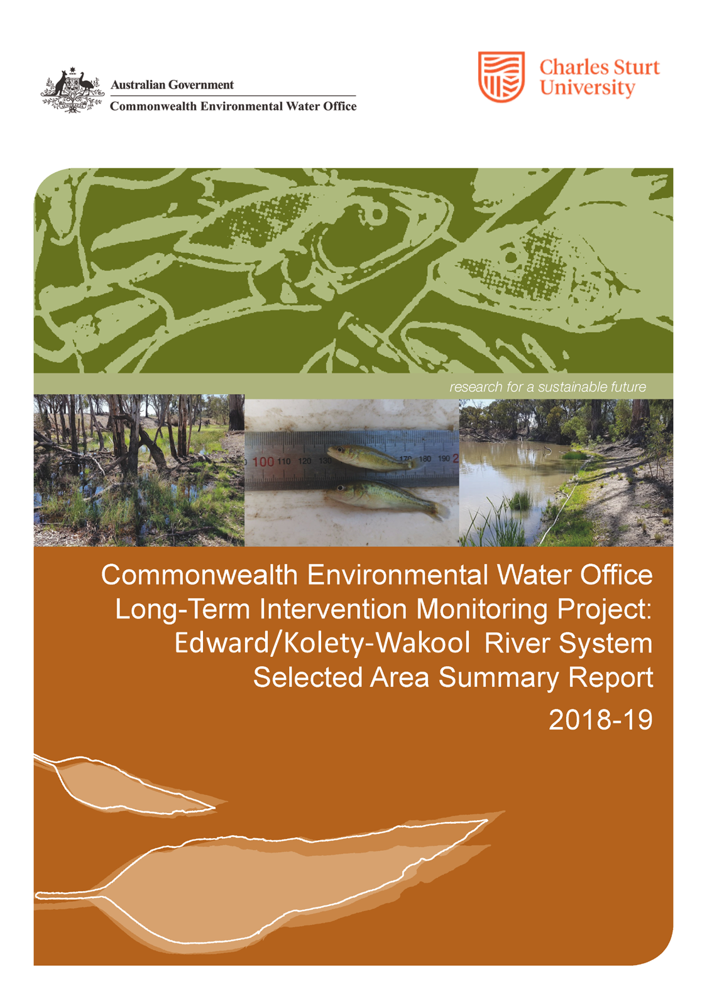 Australian Government
Commonwealth Environmental Water Office
Charles Sturt
University
research for a sustainable future
100 110 120 130 170 180 190 2
Commonwealth Environmental Water Office
Long-Term Intervention Monitoring Project:
Edward/Kolety-Wakool River System
Selected Area Summary Report
2018-19